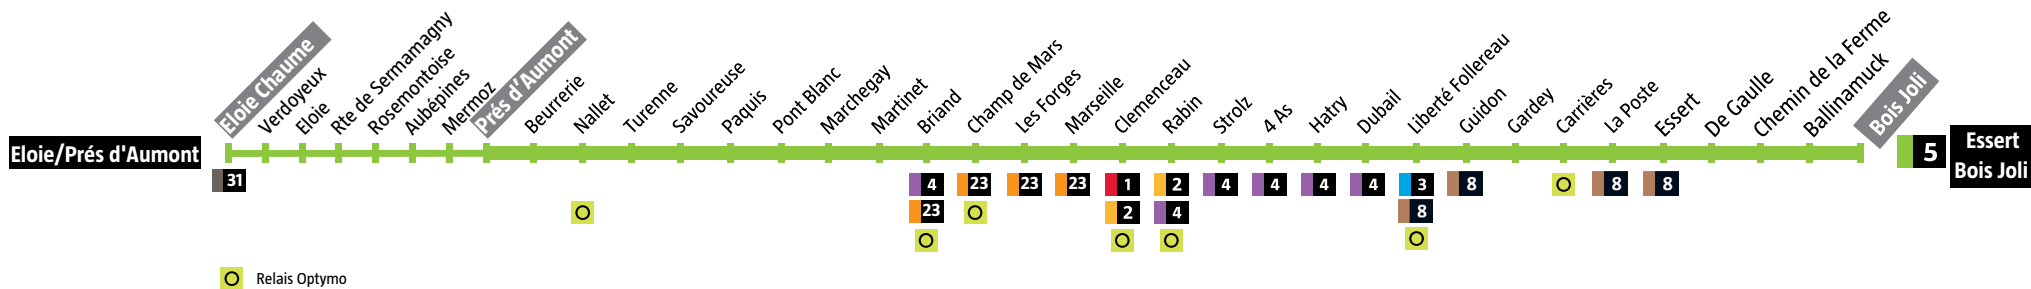 Eloie Chaume
Verdoyeux
Eloie
Rte de Sermamagny
Rosemontoise
Aubépines
Mermoz
Prés d'Aumont
Beurrerie
Nallet
Turenne
Savoureuse
Paquis
Pont Blanc
Marchegay
Martinet
Briand
Champ de Mars
Les Forges
Marseille
Clemenceau
Rabin
Strolz
4 As
Hatry
Dubail
Liberté Follereau
Guidon
Gardey
Carrières
La Poste
Essert
De Gaulle
Chemin de la Ferme
Ballinamuck
Bois Joli
Eloie/Prés d'Aumont
5
Essert
Bois Joli
31
4
23
23
23
1
2
4
4
4
4
3
8
8
8
23
2
4
8
Relais Optymo